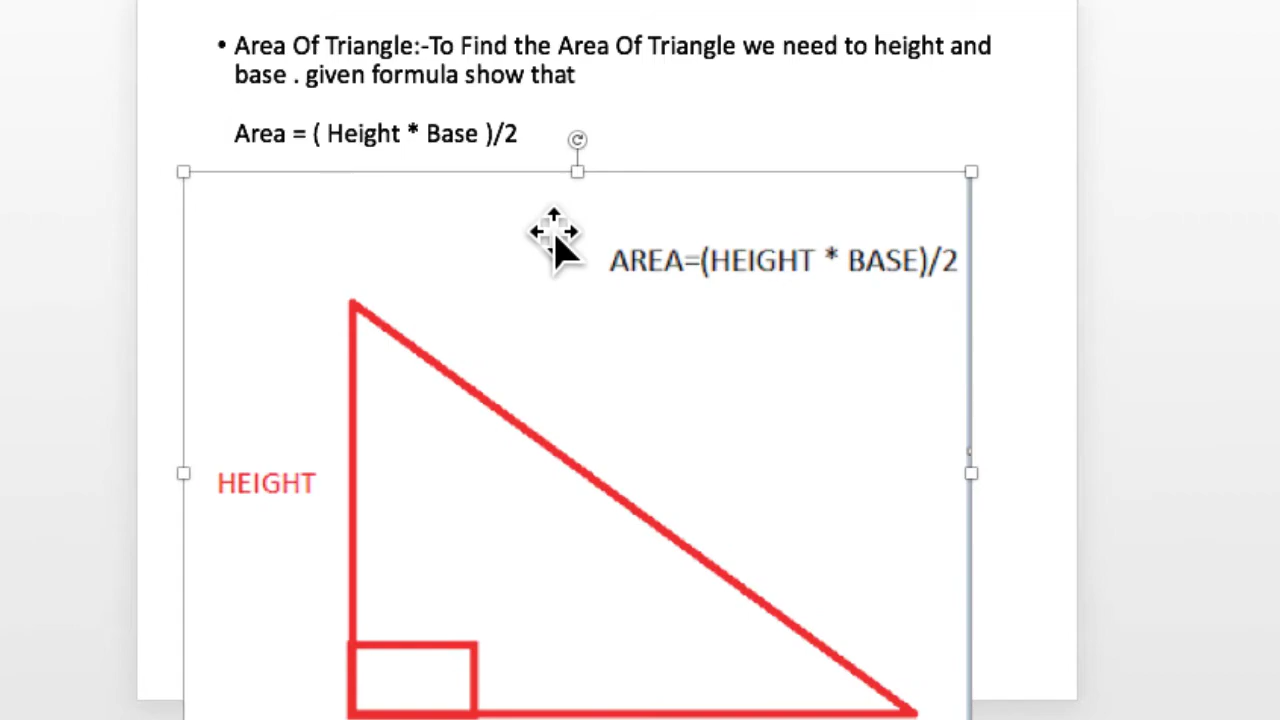 • Area Of Triangle:-To Find the Area Of Triangle we need to height and
base . given formula show that
Area = ( Height * Base )/2
AREA=(HEIGHT * BASE)/2
HEIGHT